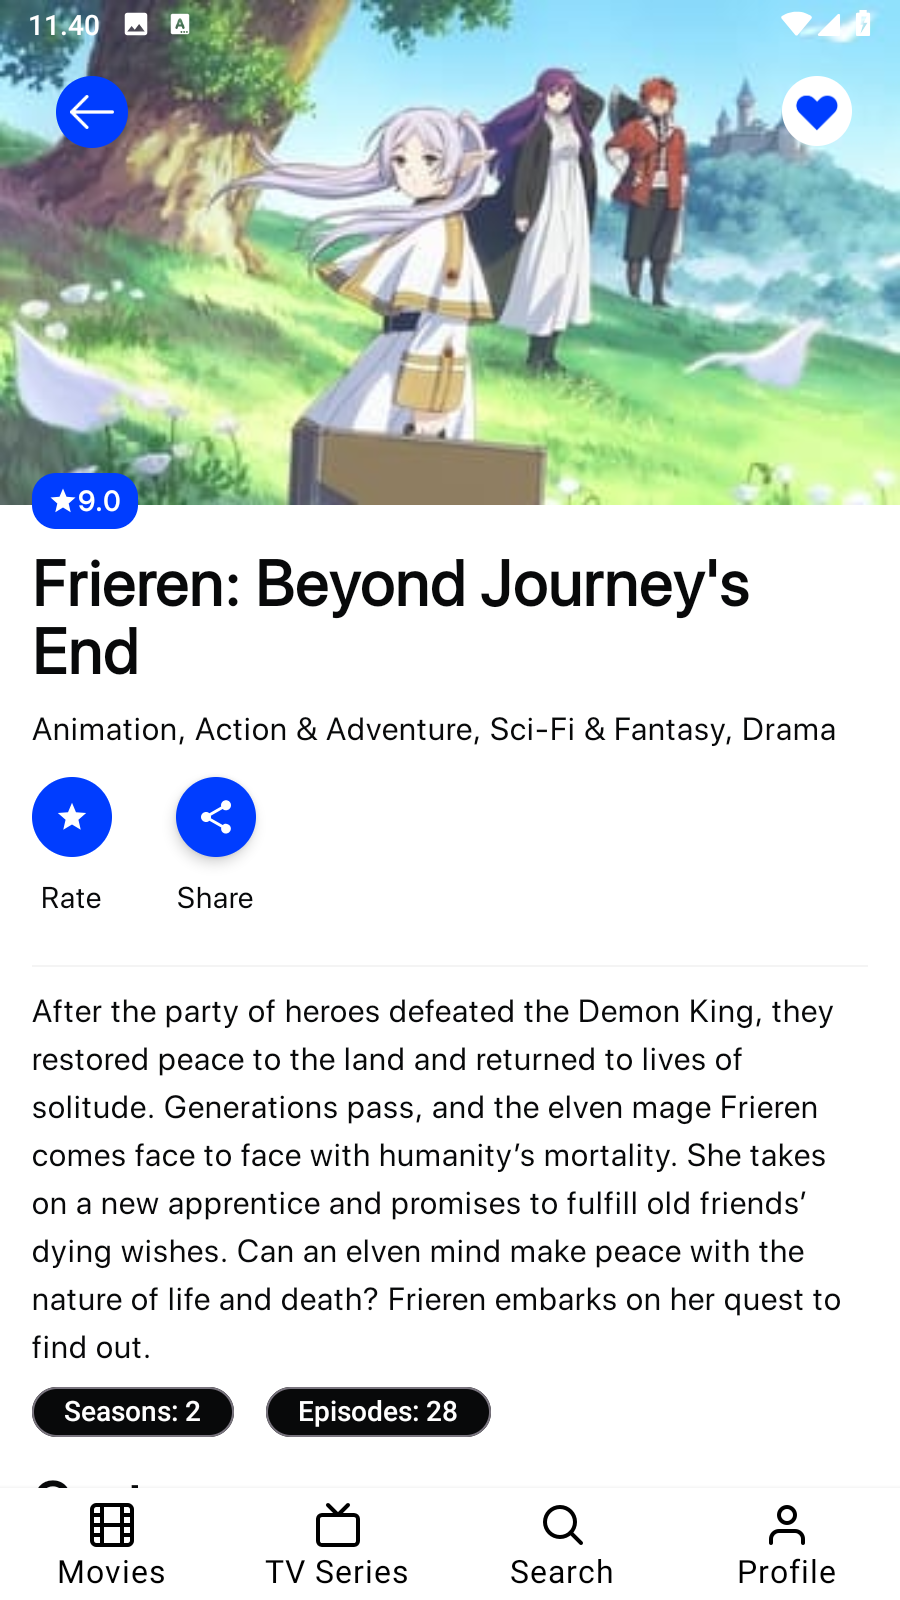 11.40
9.0
Frieren: Beyond Journey's
End
Animation, Action & Adventure, Sci-Fi & Fantasy, Drama
Rate
Share
After the party of heroes defeated the Demon King, they
restored peace to the land and returned to lives of
solitude. Generations pass, and the elven mage Frieren
comes face to face with humanity’s mortality. She takes
on a new apprentice and promises to fulfill old friends’
dying wishes. Can an elven mind make peace with the
nature of life and death? Frieren embarks on her quest to
find out.
Seasons: 2
Episodes: 28
Movies
TV Series
Search
Profile